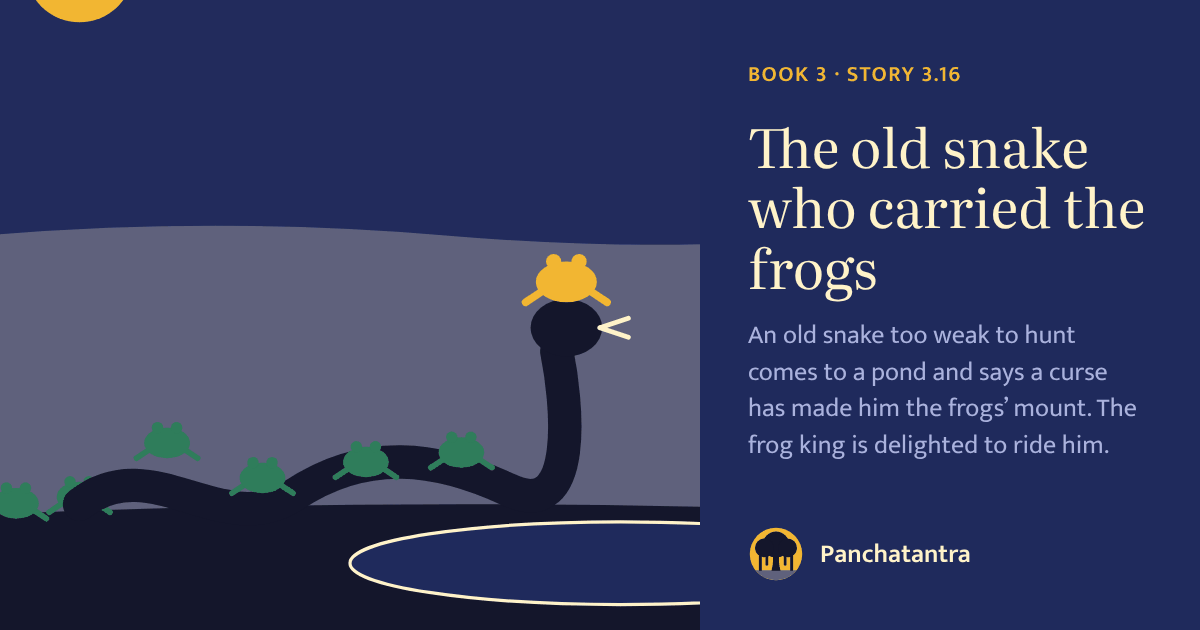 BOOK 3 · STORY 3.16
The old snake
who carried the
frogs
An old snake too weak to hunt
comes to a pond and says a curse
has made him the frogs’ mount. The
frog king is delighted to ride him.
Panchatantra